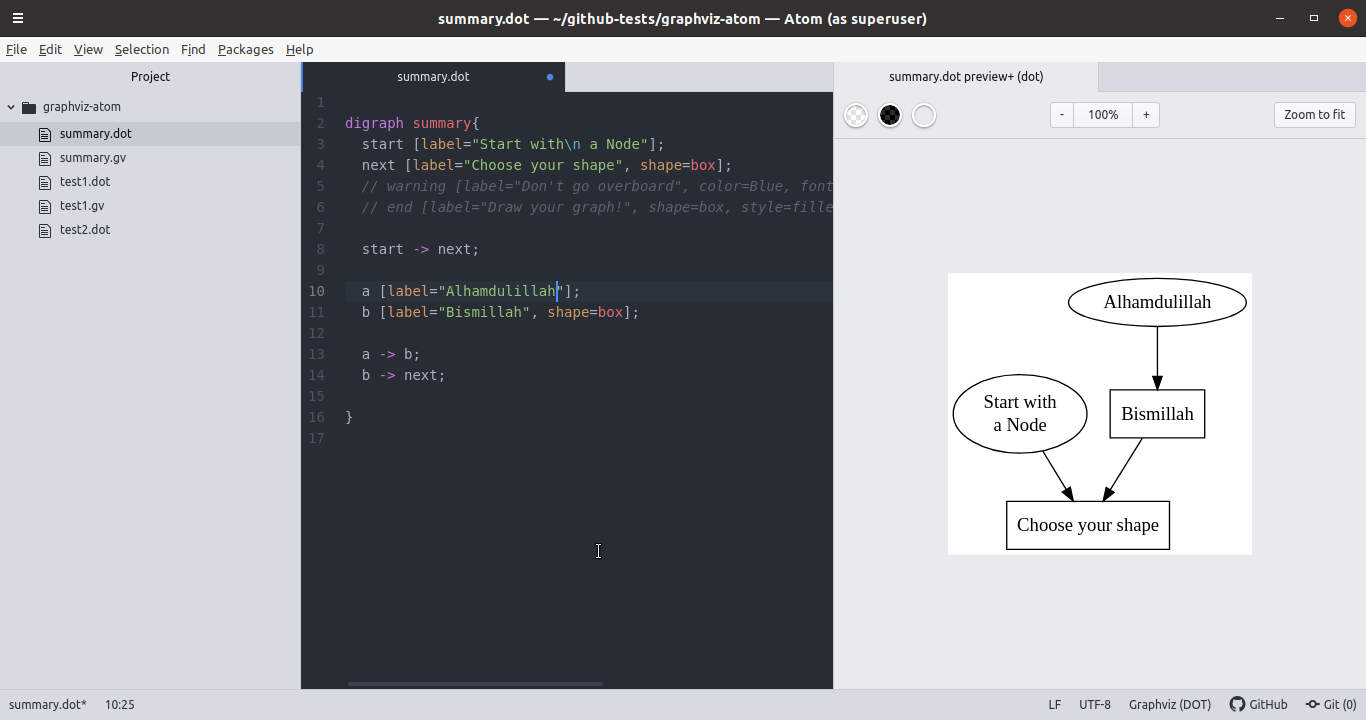 summary.dot — ~/github-tests/graphviz-atom — Atom (as superuser)
File Edit View Selection Find Packages Help
Project
graphviz-atom
summary.dot
summary.gv
test1.dot
test1.gv
test2.dot
summary.dot
1
2 digraph summary{
3 start [label="Start with\n a Node"];
4 next [label="Choose your shape", shape=box];
5 // warning [label="Don't go overboard", color=Blue, font
6 // end [label="Draw your graph!", shape=box, style=fille
7
8 start -> next;
9
10 a [label="Alhamdulillah"];
11 b [label="Bismillah", shape=box];
12
13 a -> b;
14 b -> next;
15
16 }
17
summary.dot preview+ (dot)
- 100% + Zoom to fit
Alhamdulillah
Start with
a Node
Bismillah
Choose your shape
summary.dot* 10:25 LF UTF-8 Graphviz (DOT) GitHub Git (0)